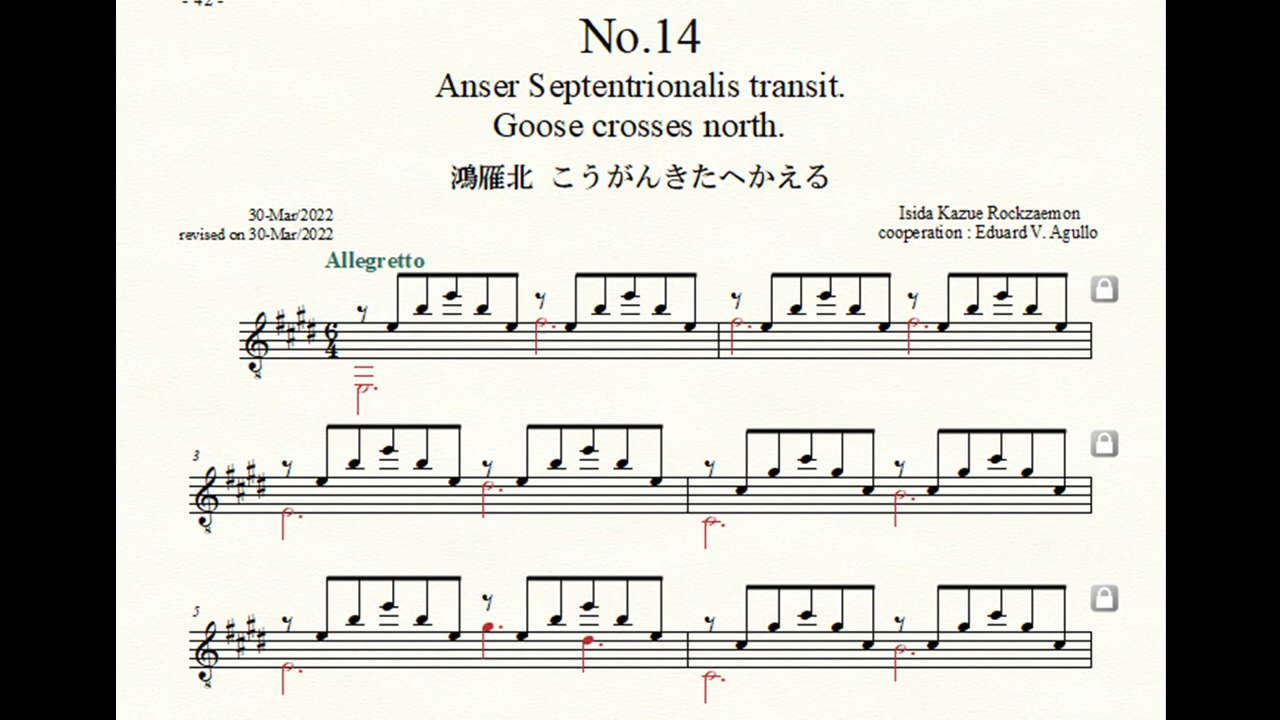 - 42 -
No.14
Anser Septentrionalis transit.
Goose crosses north.
鴻雁北 こうがんきたへかえる
30-Mar/2022
revised on 30-Mar/2022
Isida Kazue Rockzaemon
cooperation : Eduard V. Agullo
Allegretto
6
4
8
3
8
5
8